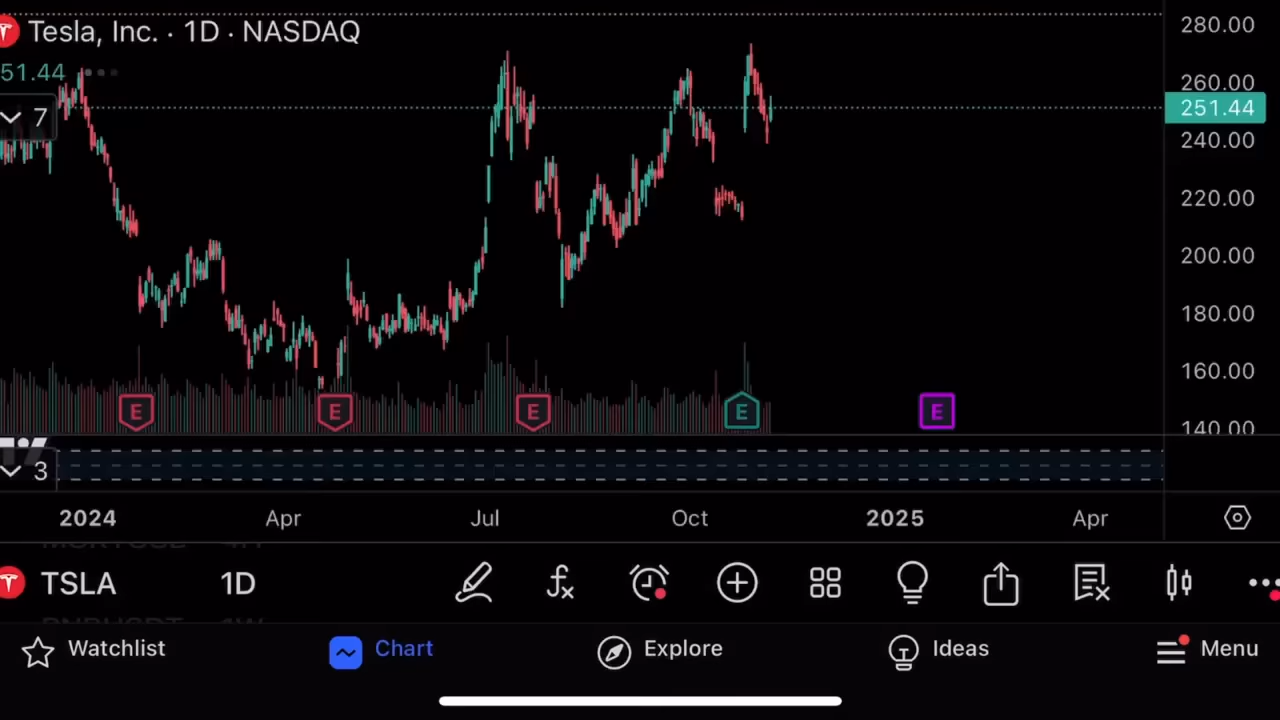 Tesla, Inc. · 1D · NASDAQ
280.00
51.44
260.00
251.44
7
240.00
220.00
200.00
180.00
160.00
E E E E E
140.00
3
2024 Apr Jul Oct 2025 Apr
TSLA 1D
Watchlist Chart Explore Ideas Menu